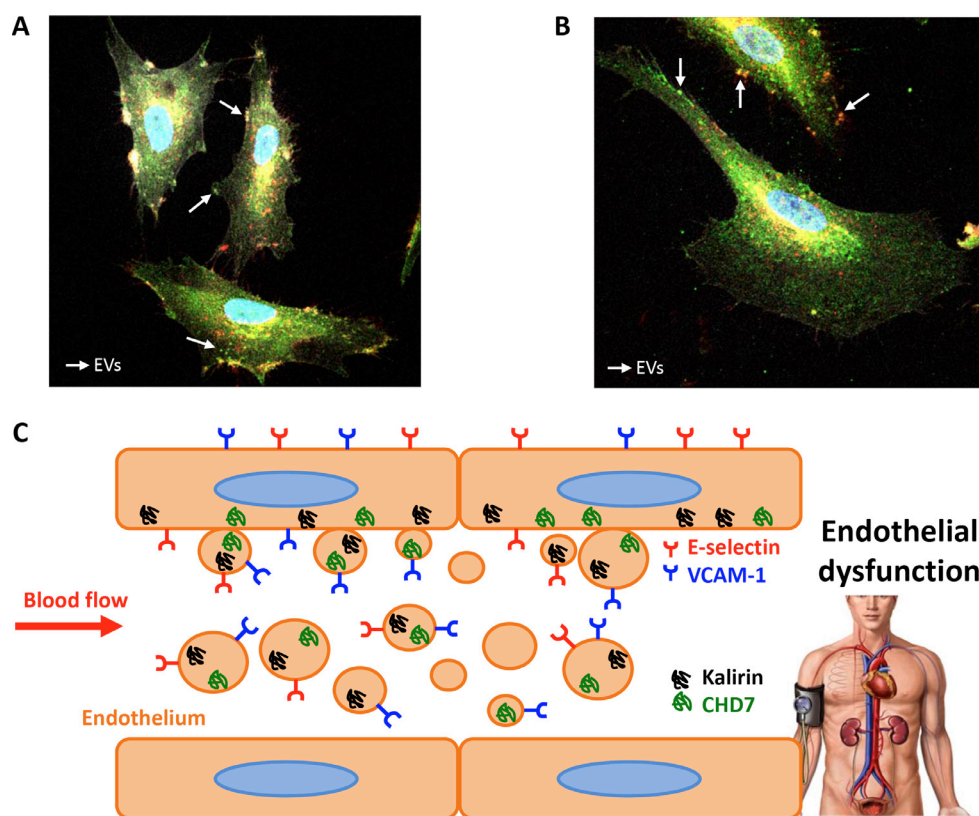 A
B
EVs
EVs
C
E-selectin
VCAM-1
Endothelial
dysfunction
Blood flow
Kalirin
CHD7
Endothelium